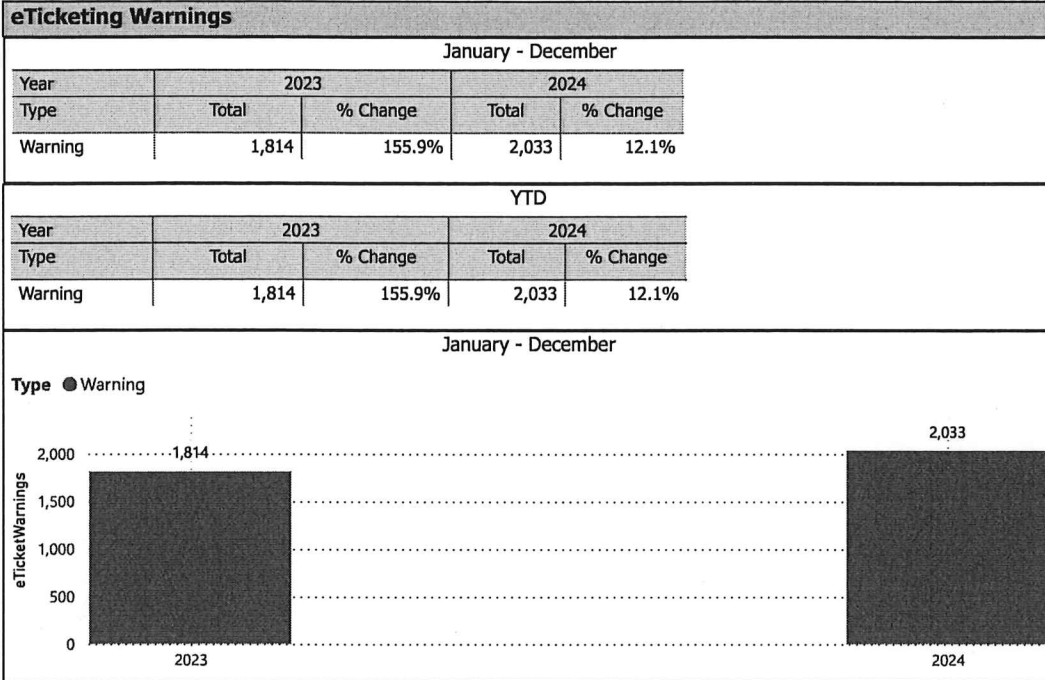 eTicketing Warnings
January - December
Year 2023 2024
Type Total % Change Total % Change
Warning 1,814 155.9% 2,033 12.1%
YTD
Year 2023 2024
Type Total % Change Total % Change
Warning 1,814 155.9% 2,033 12.1%
January - December
Type Warning
2,033
1,814
2,000
1,500
1,000
500
0
eTicketWarnings
2023 2024